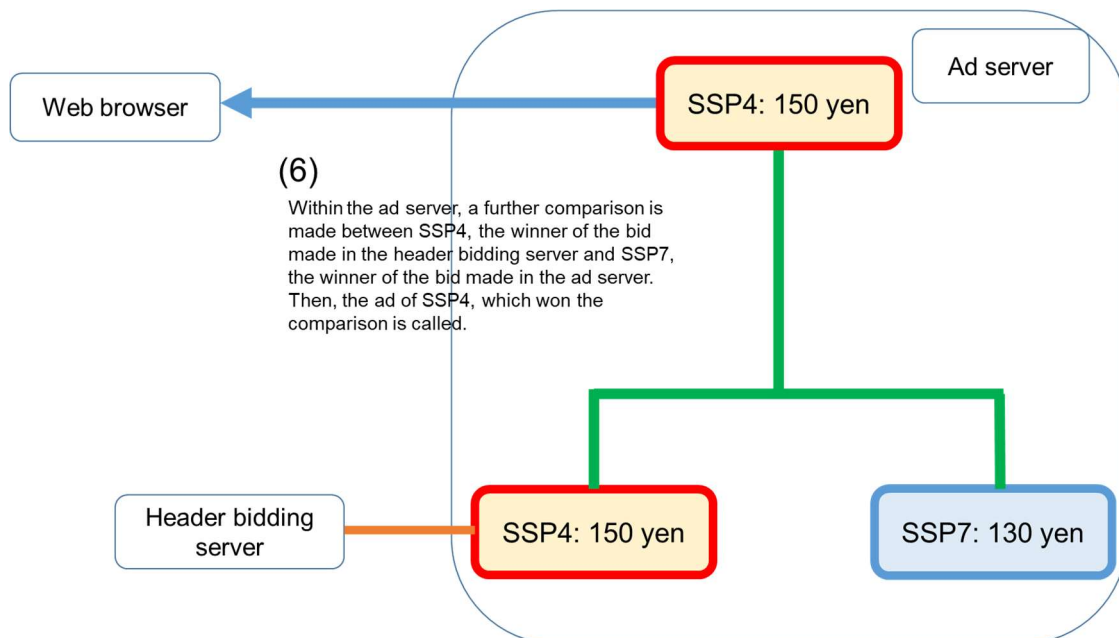 Ad server
Web browser
SSP4: 150 yen
(6)
Within the ad server, a further comparison is
made between SSP4, the winner of the bid
made in the header bidding server and SSP7,
the winner of the bid made in the ad server.
Then, the ad of SSP4, which won the
comparison is called.
Header bidding
server
SSP4: 150 yen
SSP7: 130 yen